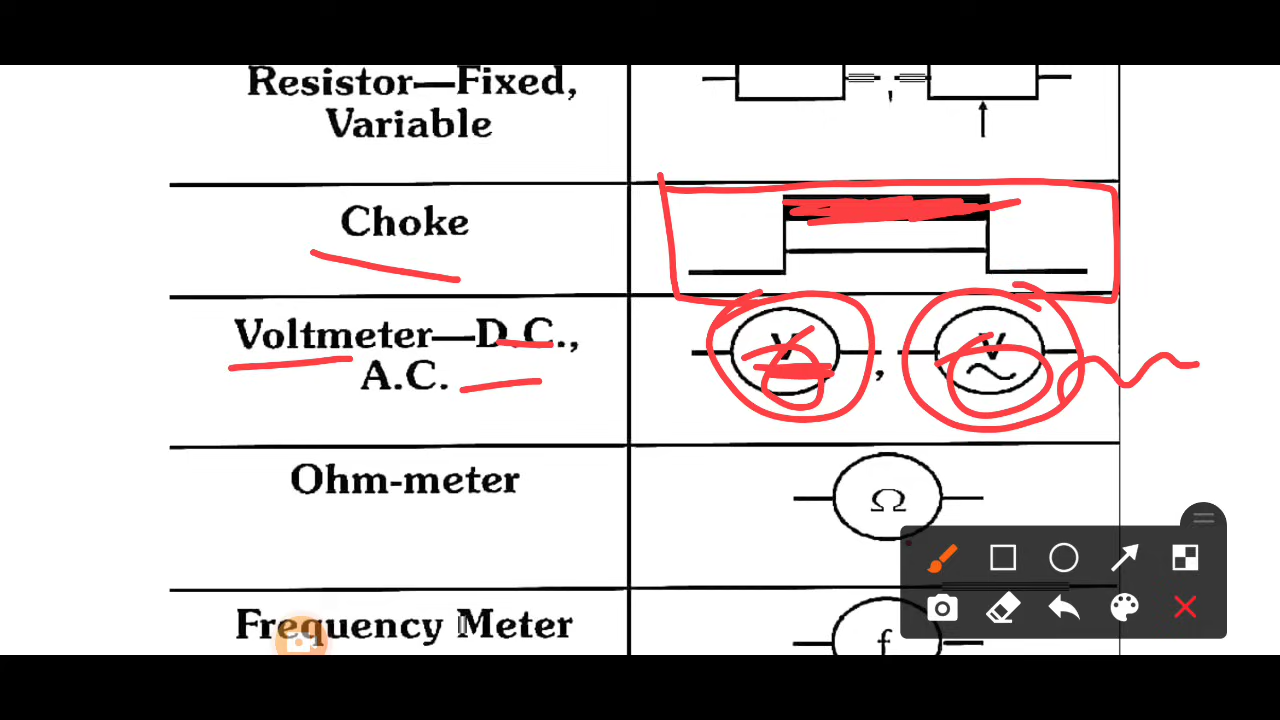 Resistor—Fixed,
Variable
Choke
Voltmeter—D.C.,
A.C.
V
,
V
Ohm-meter
Ω
Frequency Meter
f